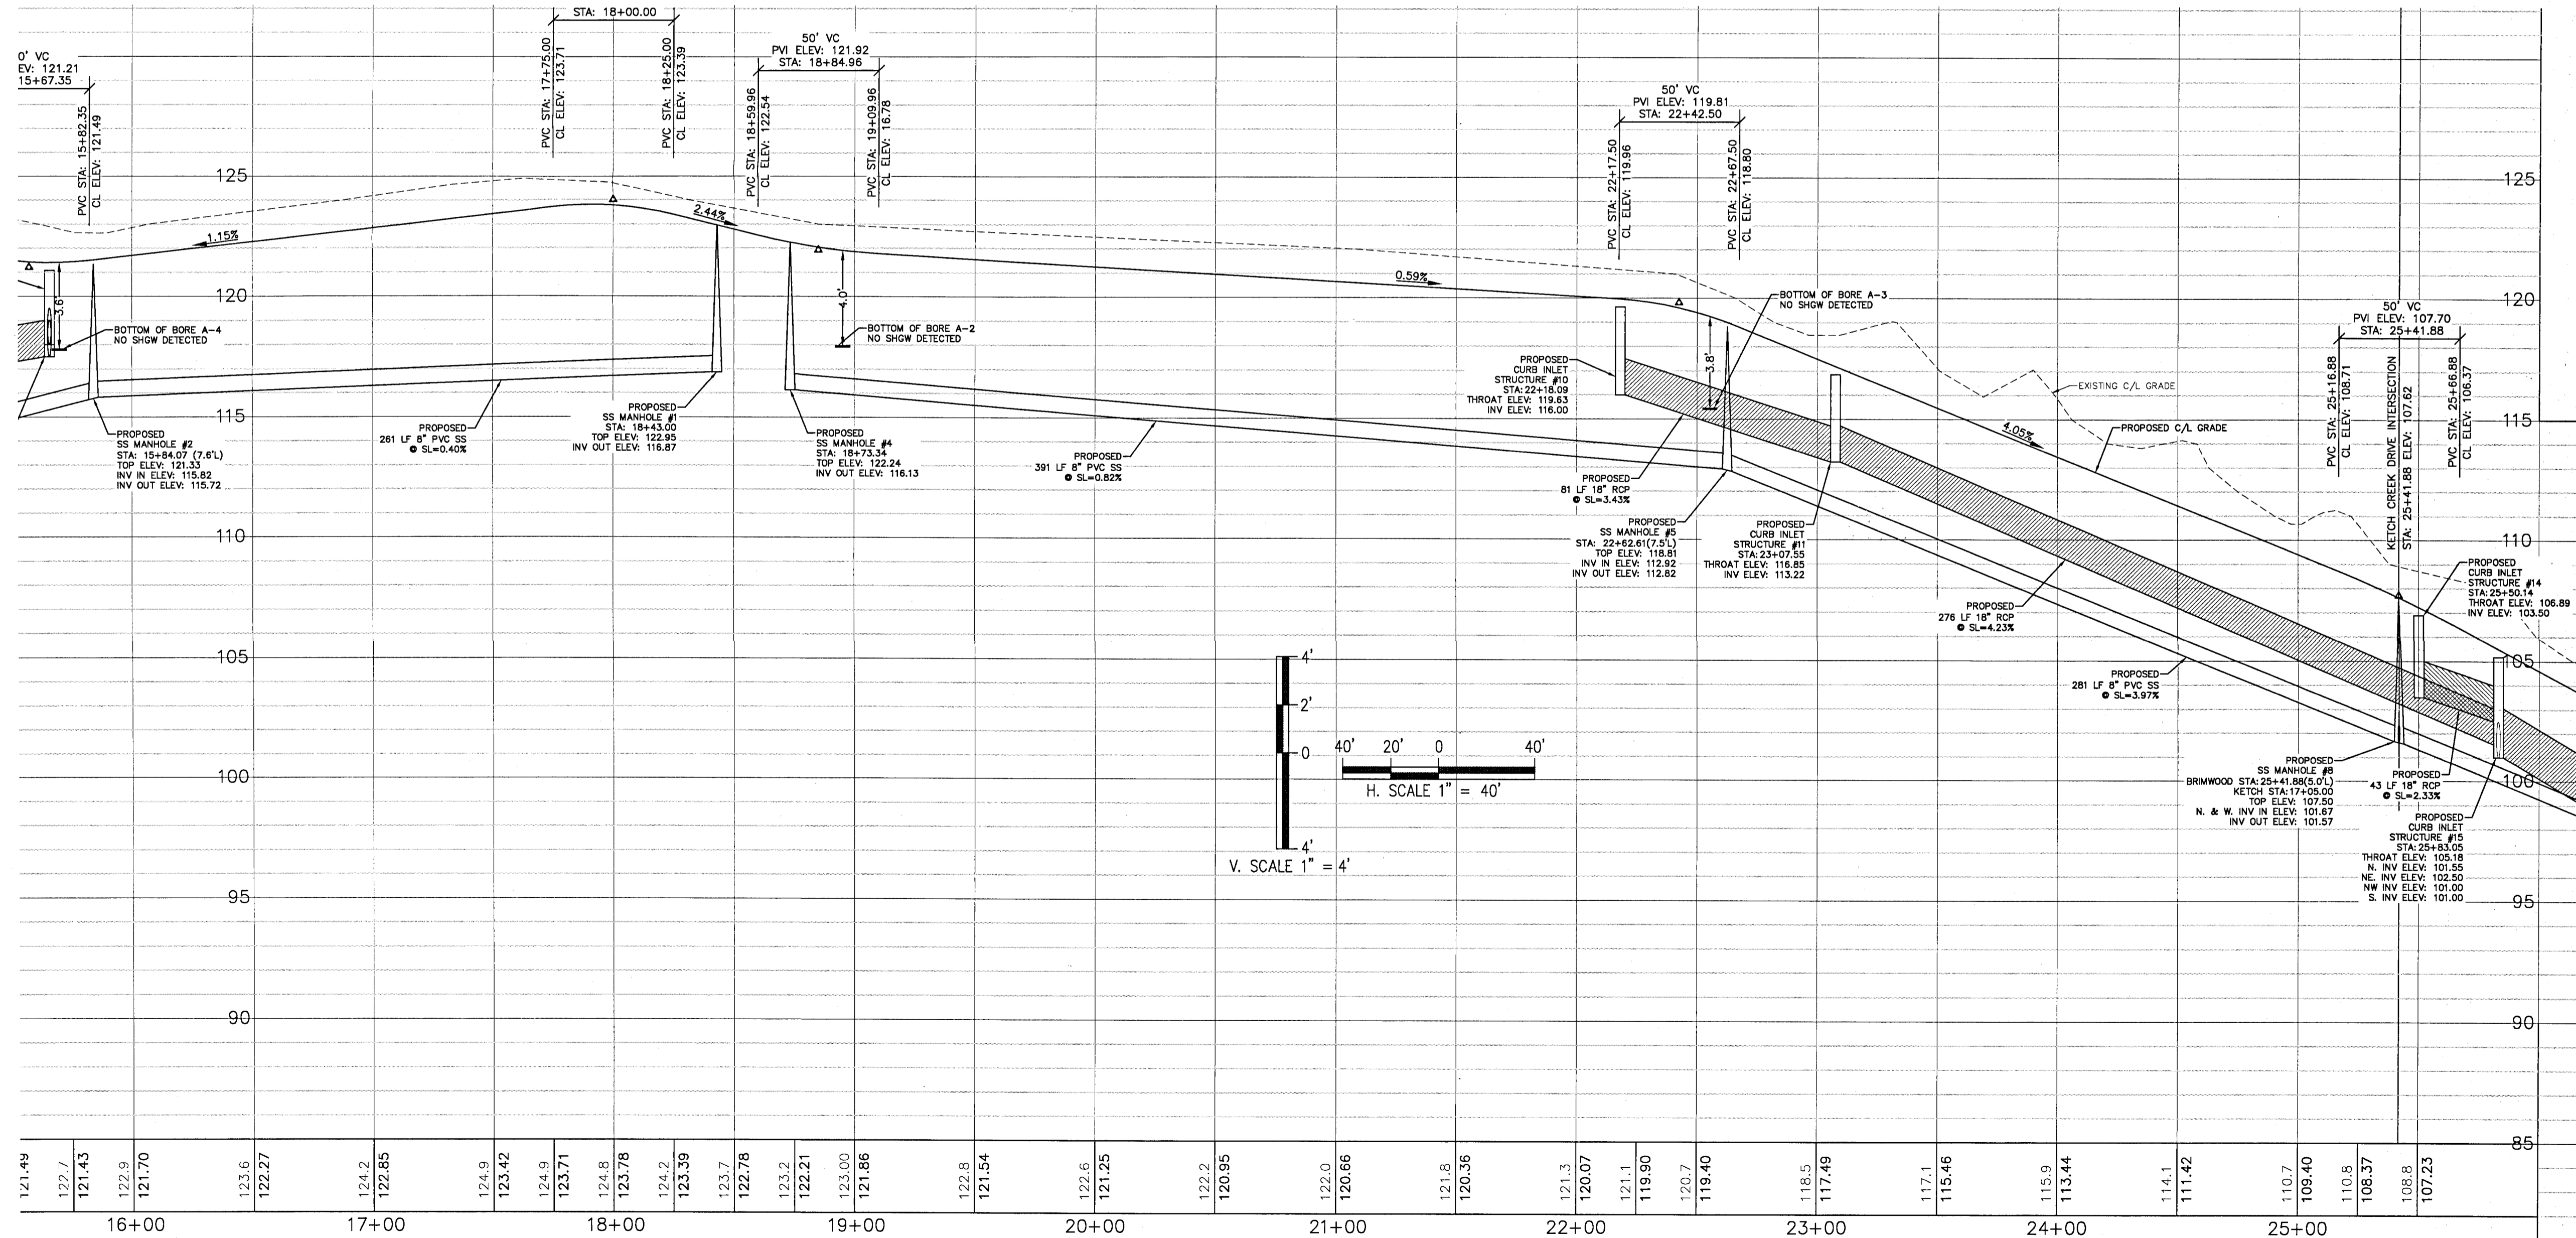 0' VC
EV: 121.21
15+67.35
PVC STA: 15+82.35
CL ELEV: 121.49
STA: 18+00.00
PVC STA: 17+75.00
CL ELEV: 123.71
PVC STA: 18+25.00
CL ELEV: 123.39
50' VC
PVI ELEV: 121.92
STA: 18+84.96
PVC STA: 18+59.96
CL ELEV: 122.54
PVC STA: 19+09.96
CL ELEV: 16.78
50' VC
PVI ELEV: 119.81
STA: 22+42.50
PVC STA: 22+17.50
CL ELEV: 119.96
PVC STA: 22+67.50
CL ELEV: 118.80
50' VC
PVI ELEV: 107.70
STA: 25+41.88
PVC STA: 25+16.88
CL ELEV: 108.71
KETCH CREEK DRIVE INTERSECTION
STA: 25+41.88 ELEV: 107.62
PVC STA: 25+66.88
CL ELEV: 106.37
125
120
115
110
105
100
95
90
125
120
115
110
105
100
95
90
85
1.15%
2.44%
0.59%
4.05%
3.6'
BOTTOM OF BORE A-4
NO SHGW DETECTED
4.0'
BOTTOM OF BORE A-2
NO SHGW DETECTED
3.8'
BOTTOM OF BORE A-3
NO SHGW DETECTED
EXISTING C/L GRADE
PROPOSED C/L GRADE
PROPOSED
SS MANHOLE #2
STA: 15+84.07 (7.6'L)
TOP ELEV: 121.33
INV IN ELEV: 115.82
INV OUT ELEV: 115.72
PROPOSED
261 LF 8" PVC SS
@ SL=0.40%
PROPOSED
SS MANHOLE #1
STA: 18+43.00
TOP ELEV: 122.95
INV OUT ELEV: 116.87
PROPOSED
SS MANHOLE #4
STA: 18+73.34
TOP ELEV: 122.24
INV OUT ELEV: 116.13
PROPOSED
391 LF 8" PVC SS
@ SL=0.82%
PROPOSED
CURB INLET
STRUCTURE #10
STA: 22+18.09
THROAT ELEV: 119.63
INV ELEV: 116.00
PROPOSED
81 LF 18" RCP
@ SL=3.43%
PROPOSED
SS MANHOLE #5
STA: 22+62.61(7.5'L)
TOP ELEV: 118.81
INV IN ELEV: 112.92
INV OUT ELEV: 112.82
PROPOSED
CURB INLET
STRUCTURE #11
STA:23+07.55
THROAT ELEV: 116.85
INV ELEV: 113.22
PROPOSED
276 LF 18" RCP
@ SL=4.23%
PROPOSED
281 LF 8" PVC SS
@ SL=3.97%
PROPOSED
CURB INLET
STRUCTURE #14
STA:25+50.14
THROAT ELEV: 106.89
INV ELEV: 103.50
PROPOSED
SS MANHOLE #8
BRIMWOOD STA:25+41.88(5.0'L)
KETCH STA:17+05.00
TOP ELEV: 107.50
N. & W. INV IN ELEV: 101.67
INV OUT ELEV: 101.57
PROPOSED
43 LF 18" RCP
@ SL=2.33%
PROPOSED
CURB INLET
STRUCTURE #15
STA:25+83.05
THROAT ELEV: 105.18
N. INV ELEV: 101.55
NE. INV ELEV: 102.50
NW INV ELEV: 101.00
S. INV ELEV: 101.00
4'
2'
0
4'
V. SCALE 1" = 4'
40' 20' 0 40'
H. SCALE 1" = 40'
121.49
122.7
121.43
122.9
121.70
123.6
122.27
124.2
122.85
124.9
123.42
124.9
123.71
124.8
123.78
124.2
123.39
123.7
122.78
123.2
122.21
123.00
121.86
122.8
121.54
122.6
121.25
122.2
120.95
122.0
120.66
121.8
120.36
121.3
120.07
121.1
119.90
120.7
119.40
118.5
117.49
117.1
115.46
115.9
113.44
114.1
111.42
110.7
109.40
110.8
108.37
108.8
107.23
16+00 17+00 18+00 19+00 20+00 21+00 22+00 23+00 24+00 25+00